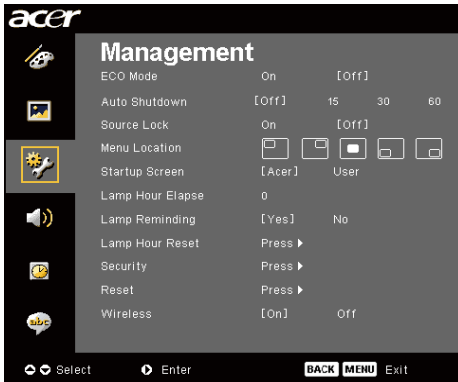 acer
Management
ECO Mode On [Off]
Auto Shutdown [Off] 15 30 60
Source Lock On [Off]
Menu Location
Startup Screen [Acer] User
Lamp Hour Elapse 0
Lamp Reminding [Yes] No
Lamp Hour Reset Press
Security Press
Reset Press
Wireless [On] Off
abc
Select Enter BACK MENU Exit